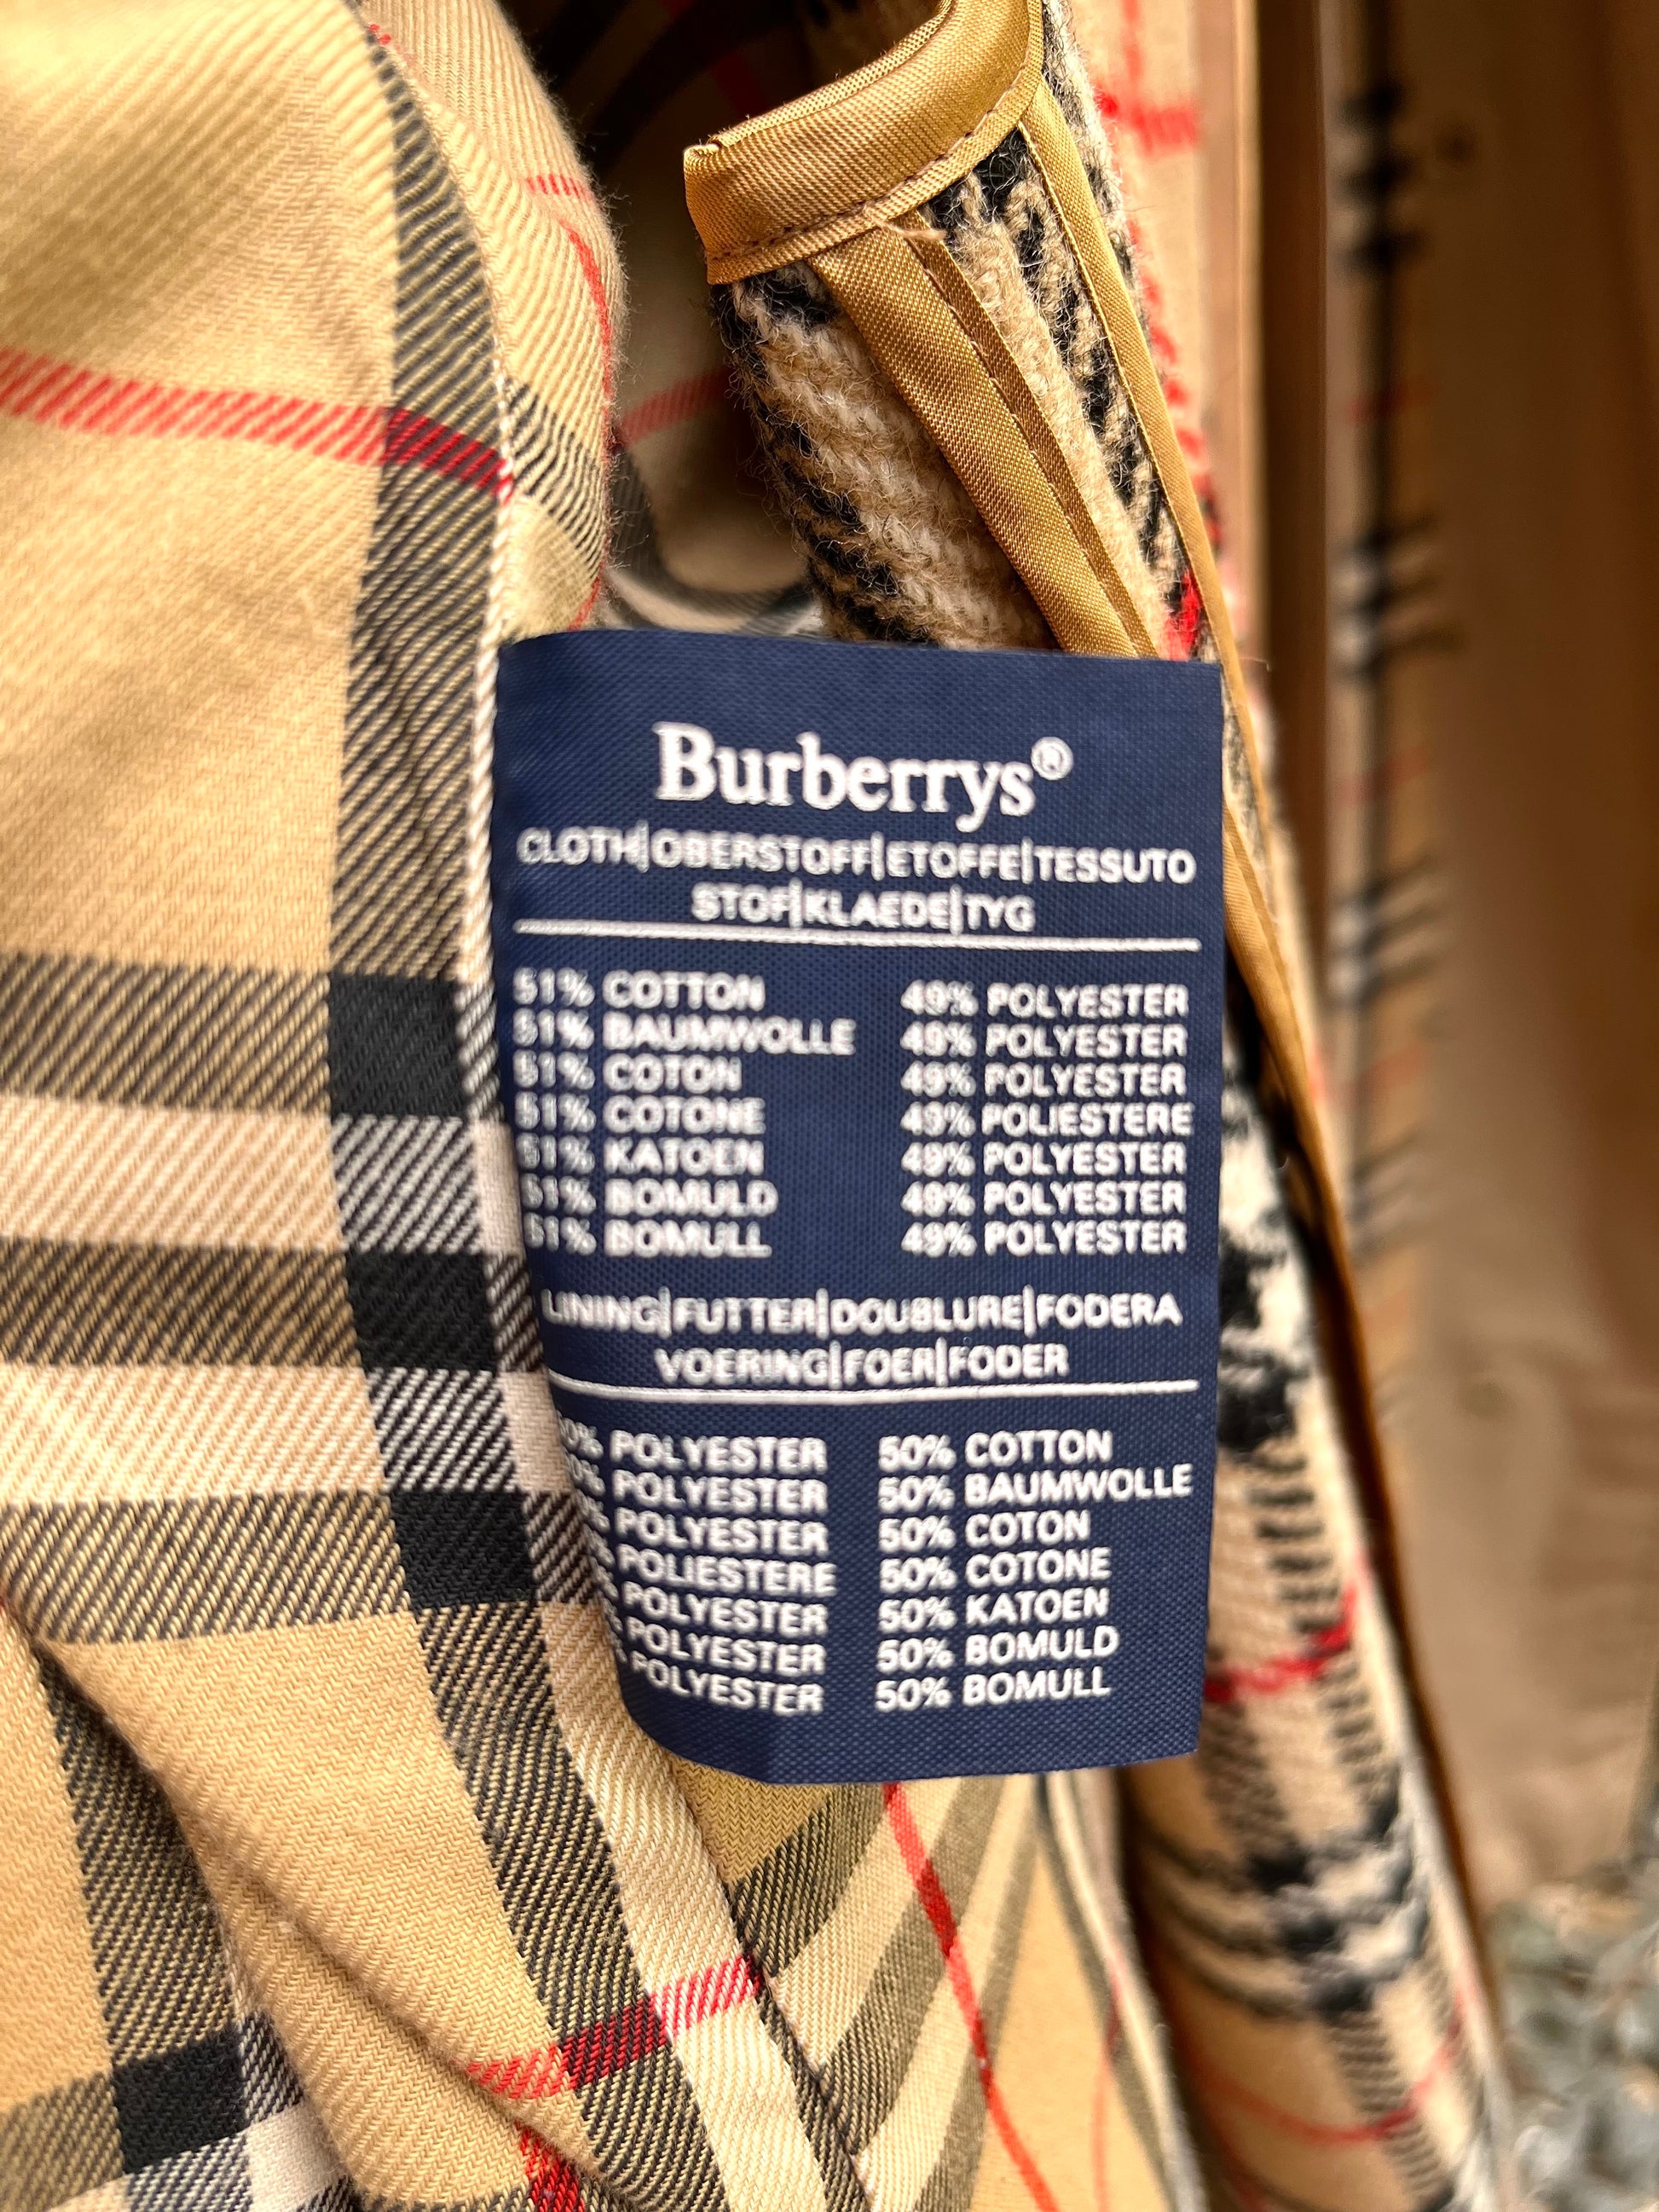 Burberrys®
CLOTH|OBERSTOFF|ETOFFE|TESSUTO
STOF|KLAEDE|TYG
51% COTTON 49% POLYESTER
51% BAUMWOLLE 49% POLYESTER
51% COTON 49% POLYESTER
51% COTONE 49% POLIESTERE
51% KATOEN 49% POLYESTER
51% BOMULD 49% POLYESTER
51% BOMULL 49% POLYESTER
LINING|FUTTER|DOUBLURE|FODERA
VOERING|FOER|FODER
POLYESTER 50% COTTON
POLYESTER 50% BAUMWOLLE
POLYESTER 50% COTON
POLIESTERE 50% COTONE
POLYESTER 50% KATOEN
POLYESTER 50% BOMULD
POLYESTER 50% BOMULL